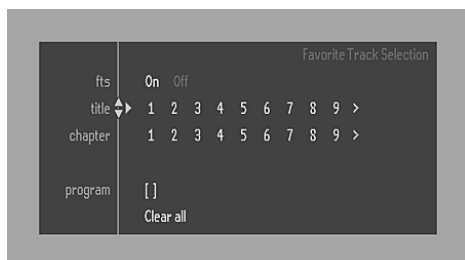 Favorite Track Selection
fts On Off
title 1 2 3 4 5 6 7 8 9 >
chapter 1 2 3 4 5 6 7 8 9 >
program [ ]
Clear all